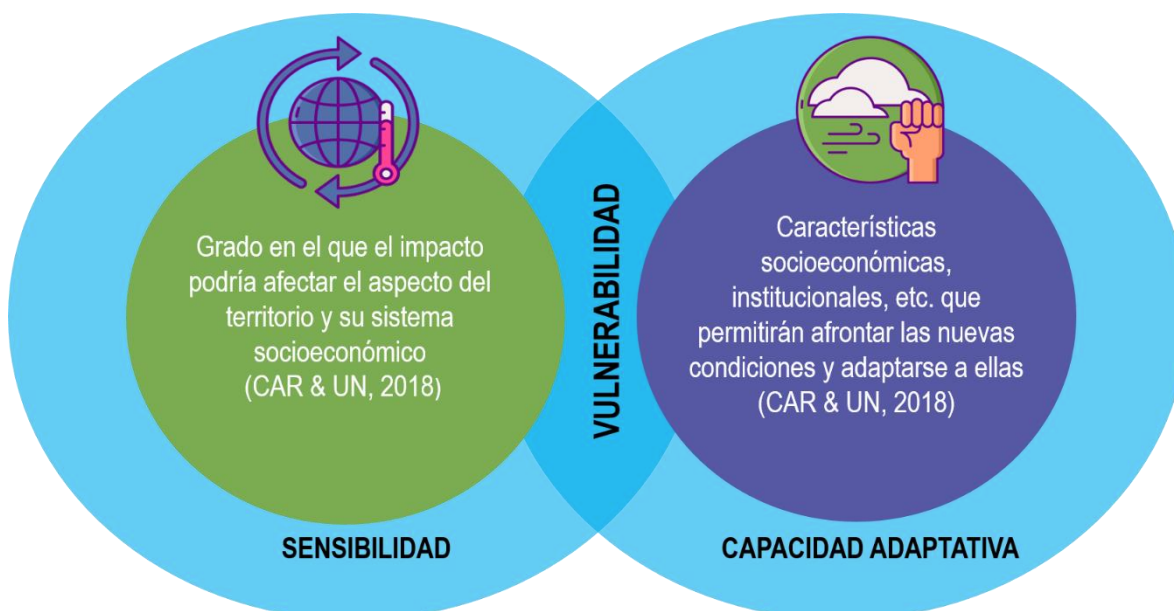 Grado en el que el impacto
podría afectar el aspecto del
territorio y su sistema
socioeconómico
(CAR & UN, 2018)
SENSIBILIDAD
VULNERABILIDAD
Características
socioeconómicas,
institucionales, etc. que
permitirán afrontar las nuevas
condiciones y adaptarse a ellas
(CAR & UN, 2018)
CAPACIDAD ADAPTATIVA